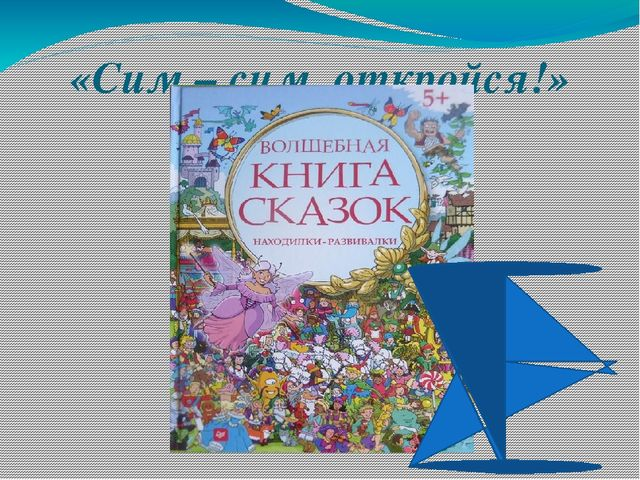 «Сим – сим, откройся!»
5+
ВОЛШЕБНАЯ
КНИГА
СКАЗОК
НАХОДИЛКИ-РАЗВИВАЛКИ